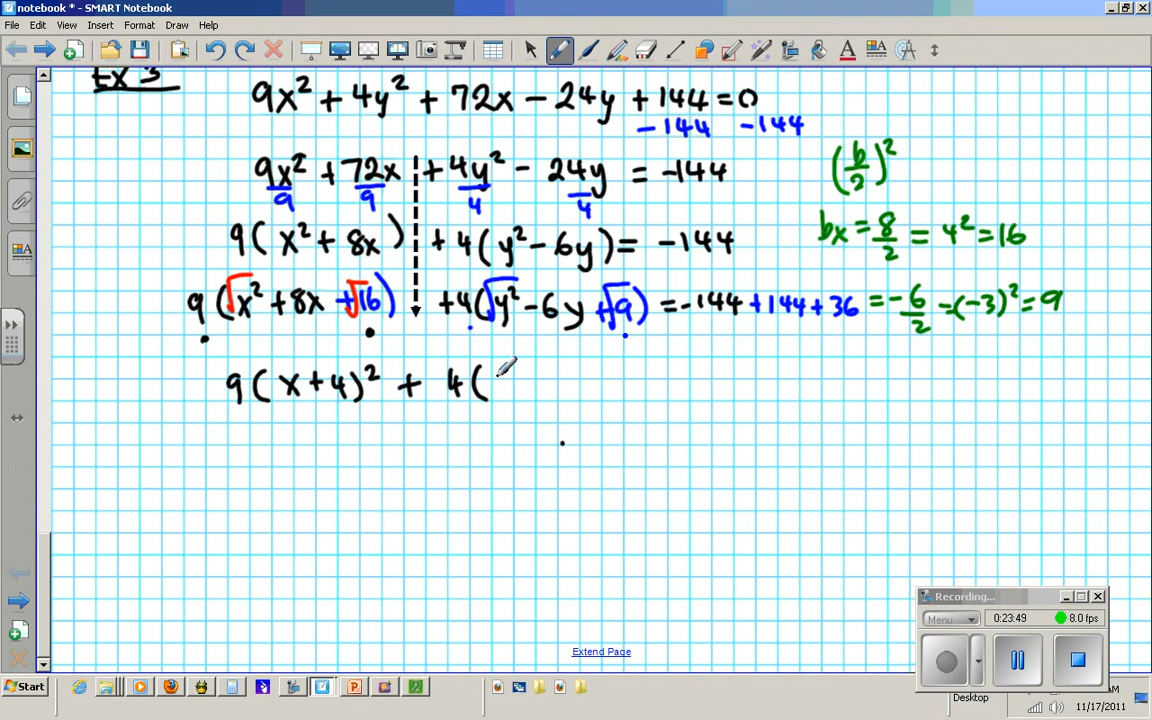 notebook * - SMART Notebook
File Edit View Insert Format Draw Help
Ex 3
9x² + 4y² + 72x - 24y + 144 = 0
-144 -144
9x² + 72x + 4y² - 24y = -144
9 9 4 4
(b/2)²
9(x² + 8x) + 4(y² - 6y) = -144
bx = 8/2 = 4² = 16
9(√x² + 8x + √16) + 4(√y² - 6y + √9) = -144 + 144 + 36
= -6/2 = (-3)² = 9
9(x + 4)² + 4(
Recording...
Menu 0:23:49 8.0 fps
Extend Page
Start
Desktop
AM
11/17/2011